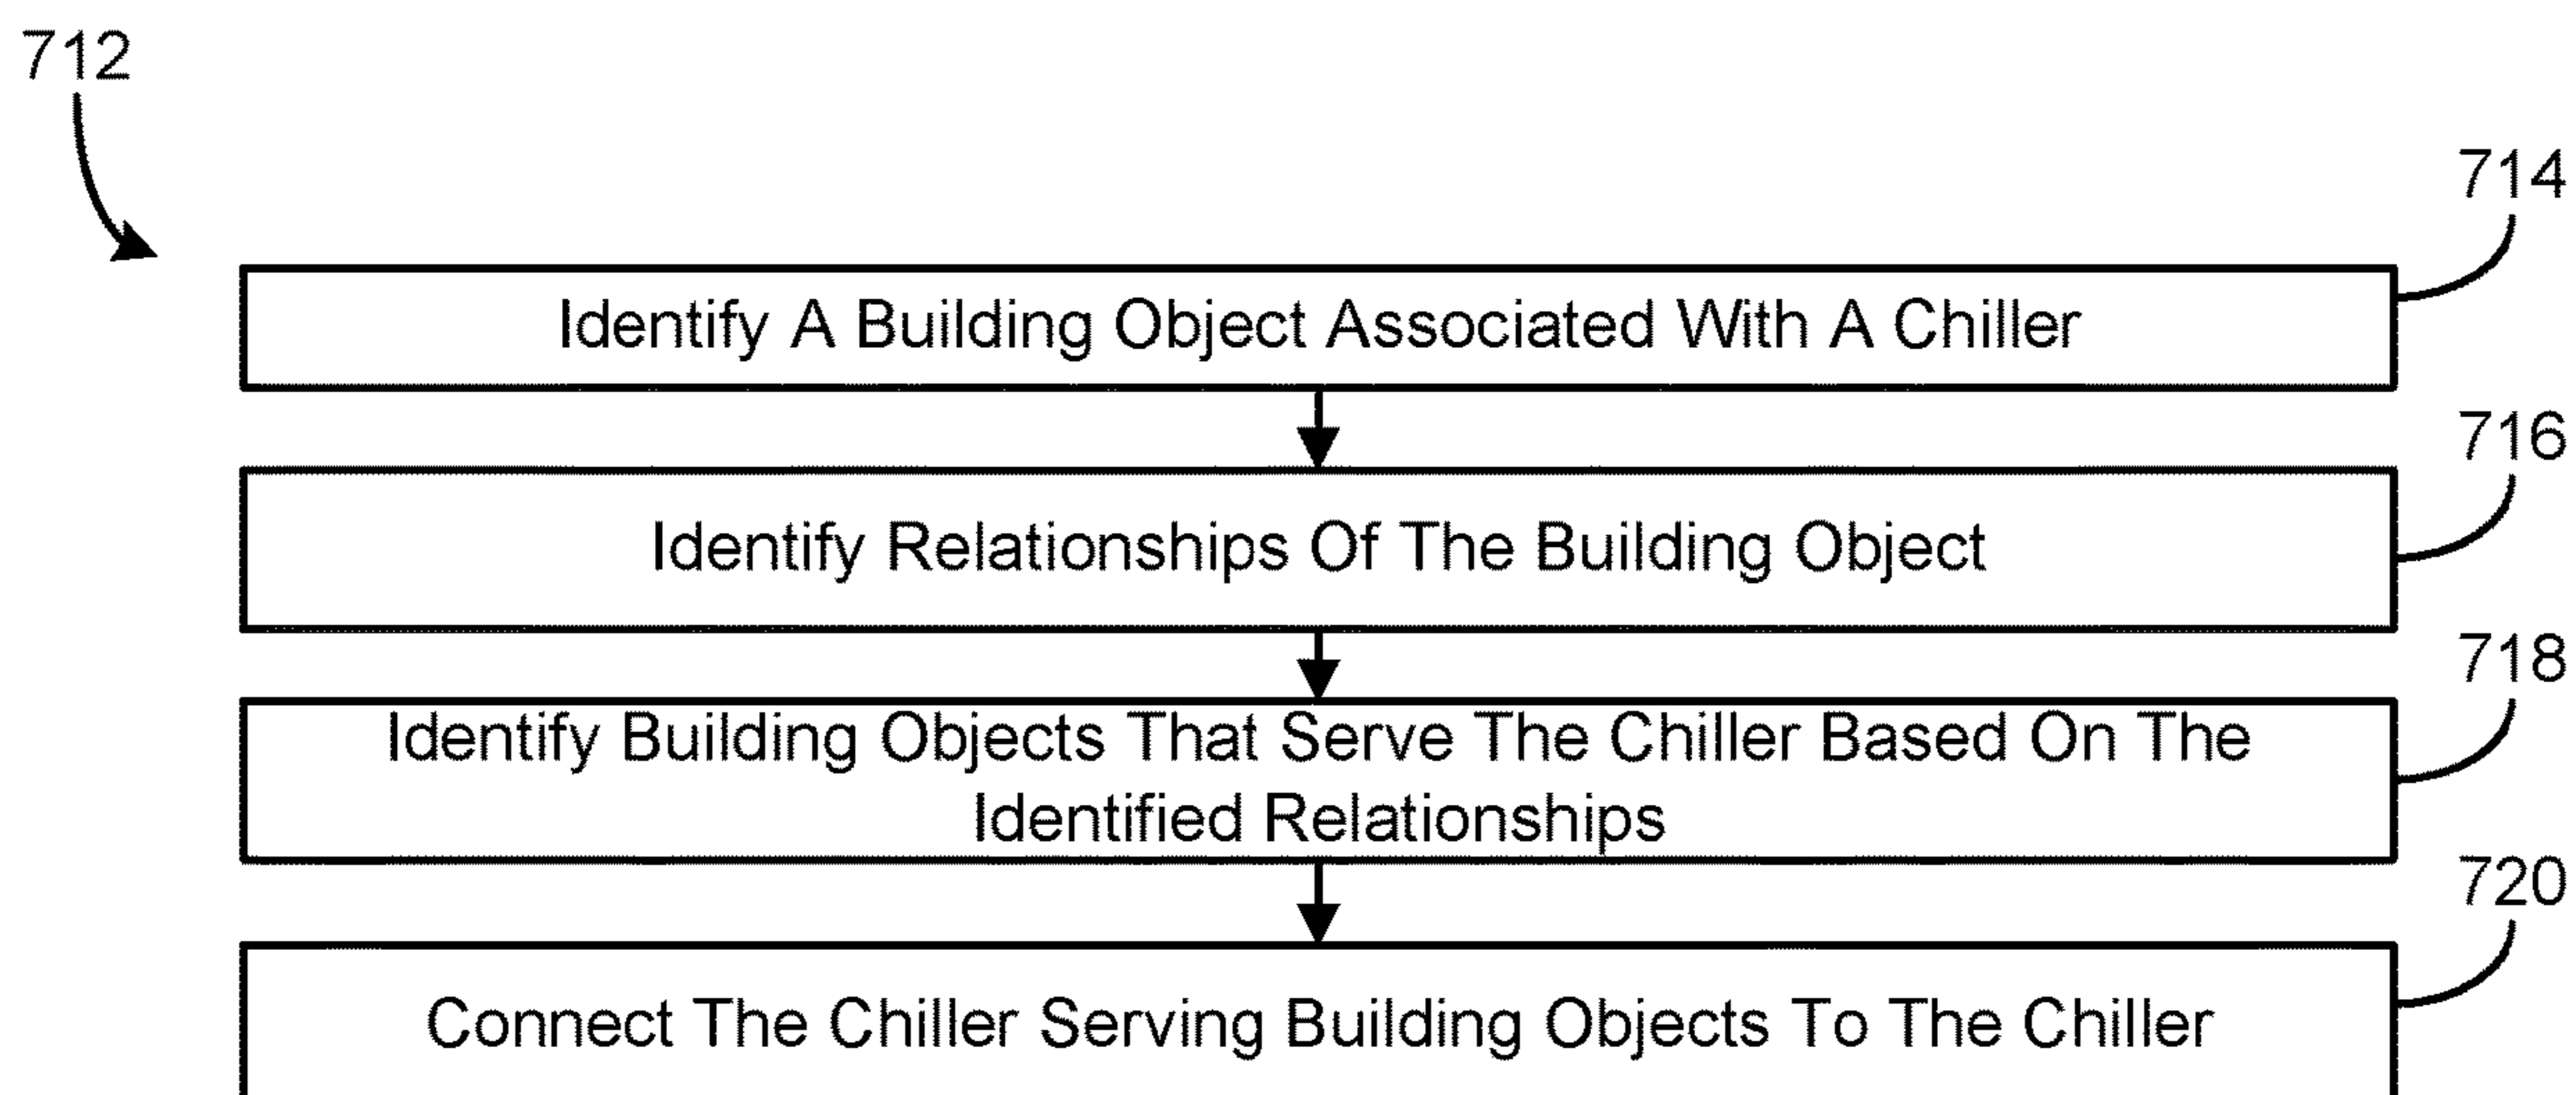 712
714
Identify A Building Object Associated With A Chiller
716
Identify Relationships Of The Building Object
718
Identify Building Objects That Serve The Chiller Based On The
Identified Relationships
720
Connect The Chiller Serving Building Objects To The Chiller